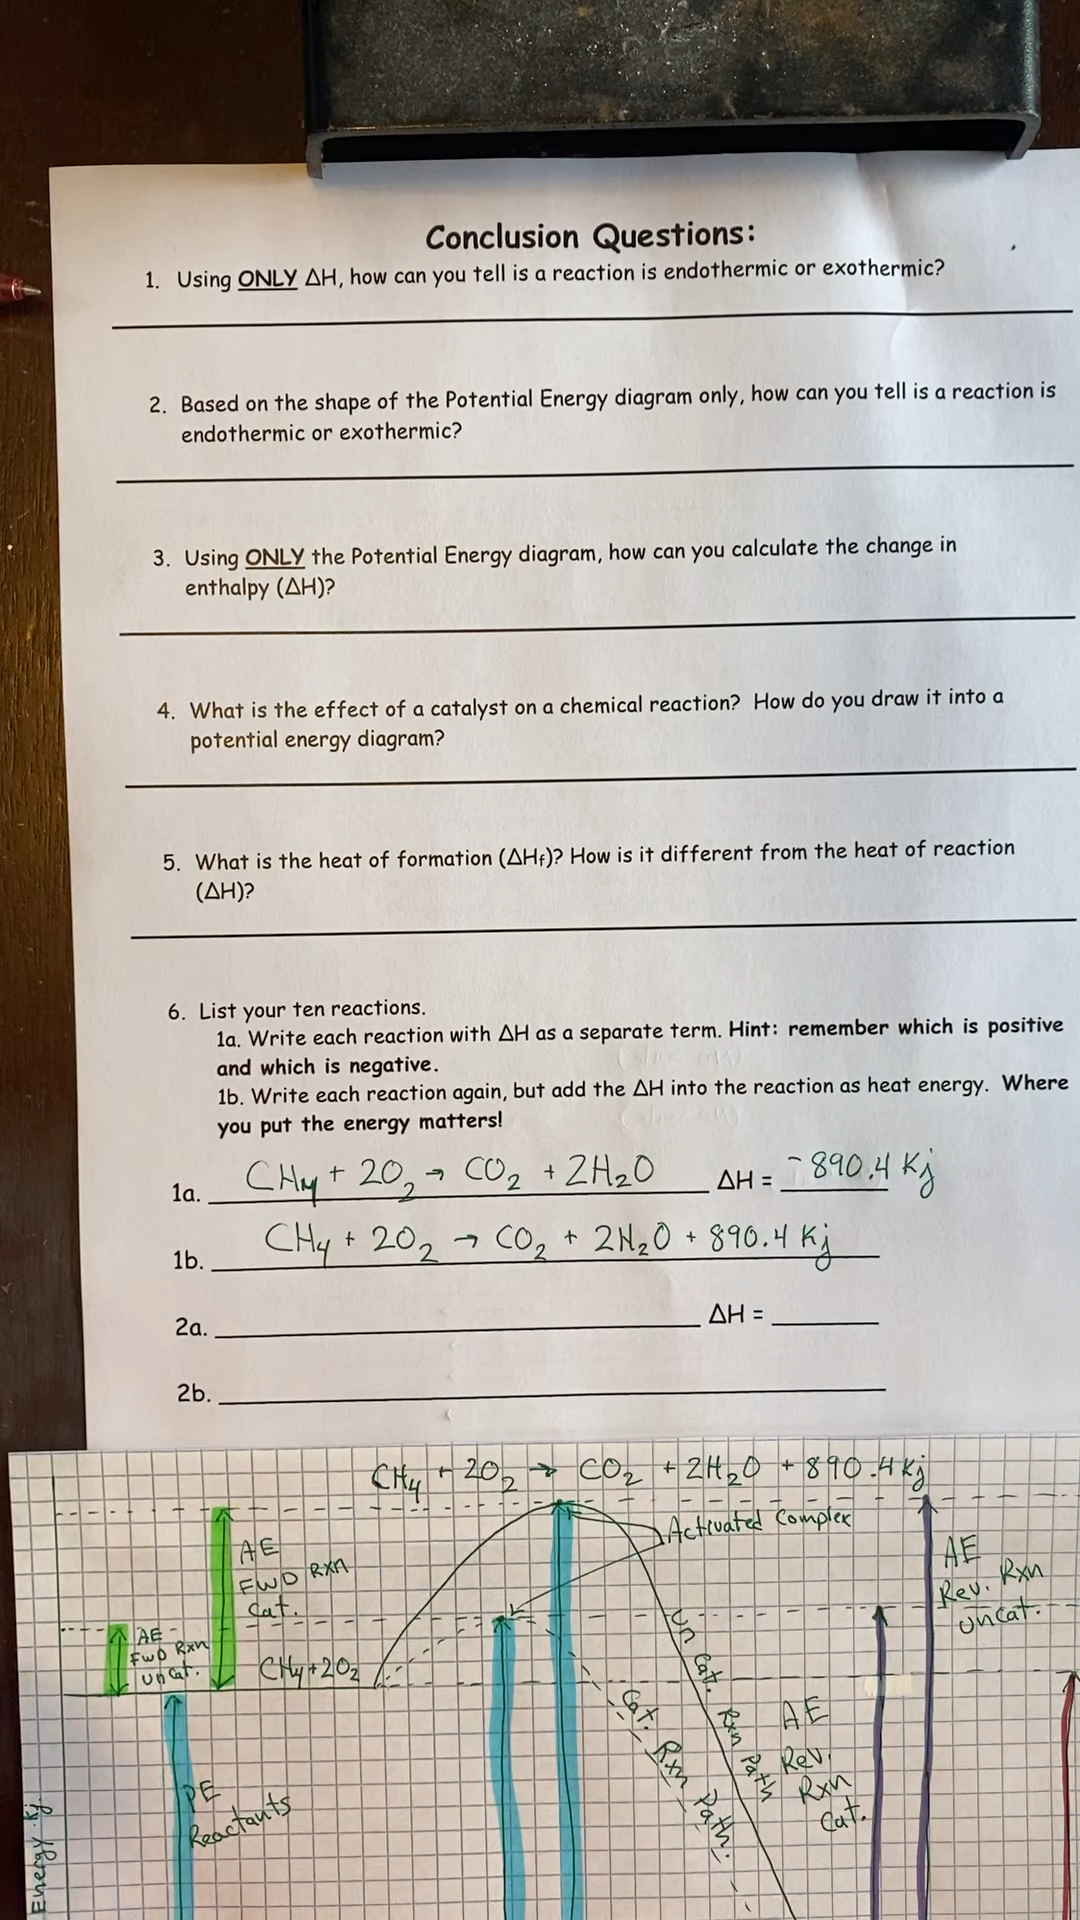 Conclusion Questions:
1. Using ONLY ΔH, how can you tell is a reaction is endothermic or exothermic?
2. Based on the shape of the Potential Energy diagram only, how can you tell is a reaction is
endothermic or exothermic?
3. Using ONLY the Potential Energy diagram, how can you calculate the change in
enthalpy (ΔH)?
4. What is the effect of a catalyst on a chemical reaction? How do you draw it into a
potential energy diagram?
5. What is the heat of formation (ΔHf)? How is it different from the heat of reaction
(ΔH)?
6. List your ten reactions.
1a. Write each reaction with ΔH as a separate term. Hint: remember which is positive
and which is negative.
1b. Write each reaction again, but add the ΔH into the reaction as heat energy. Where
you put the energy matters!
1a. CH₄ + 2O₂ → CO₂ + 2H₂O ΔH = -890.4 Kj
1b. CH₄ + 2O₂ → CO₂ + 2H₂O + 890.4 Kj
2a. ΔH =
2b.
CH₄ + 2O₂ → CO₂ + 2H₂O + 890.4 Kj
Activated Complex
AE
FWD Rxn
Cat.
AE
FWD Rxn
Uncat.
CH₄+2O₂
PE
Reactants
Energy Kj
Un Cat. Rxn Path
Cat. Rxn Path
AE
Rev.
Rxn
Cat.
AE
Rev. Rxn
Uncat.